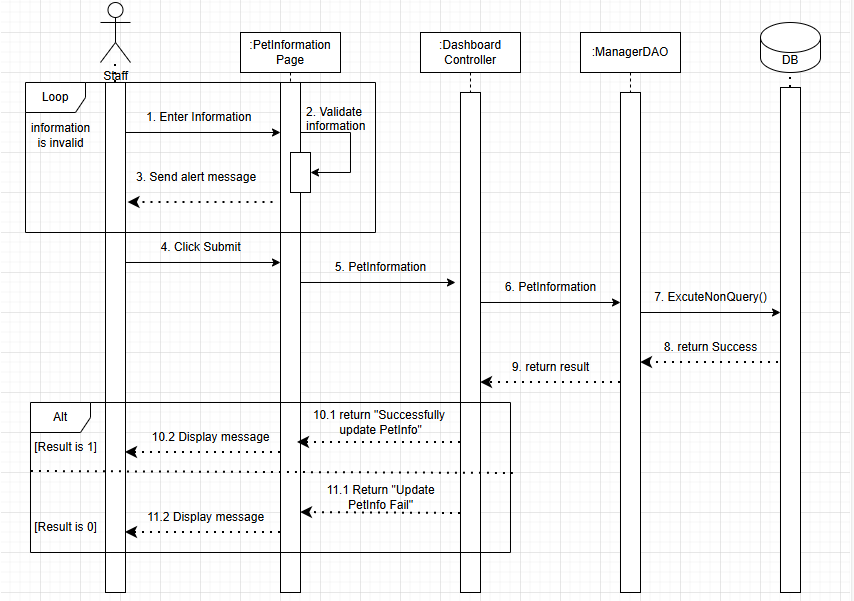 :PetInformation
Page
:Dashboard
Controller
:ManagerDAO
DB
Staff
Loop
information
is invalid
1. Enter Information
2. Validate
information
3. Send alert message
4. Click Submit
5. PetInformation
6. PetInformation
7. ExcuteNonQuery()
8. return Success
9. return result
Alt
[Result is 1]
10.1 return "Successfully
update PetInfo"
10.2 Display message
11.1 Return "Update
PetInfo Fail"
11.2 Display message
[Result is 0]